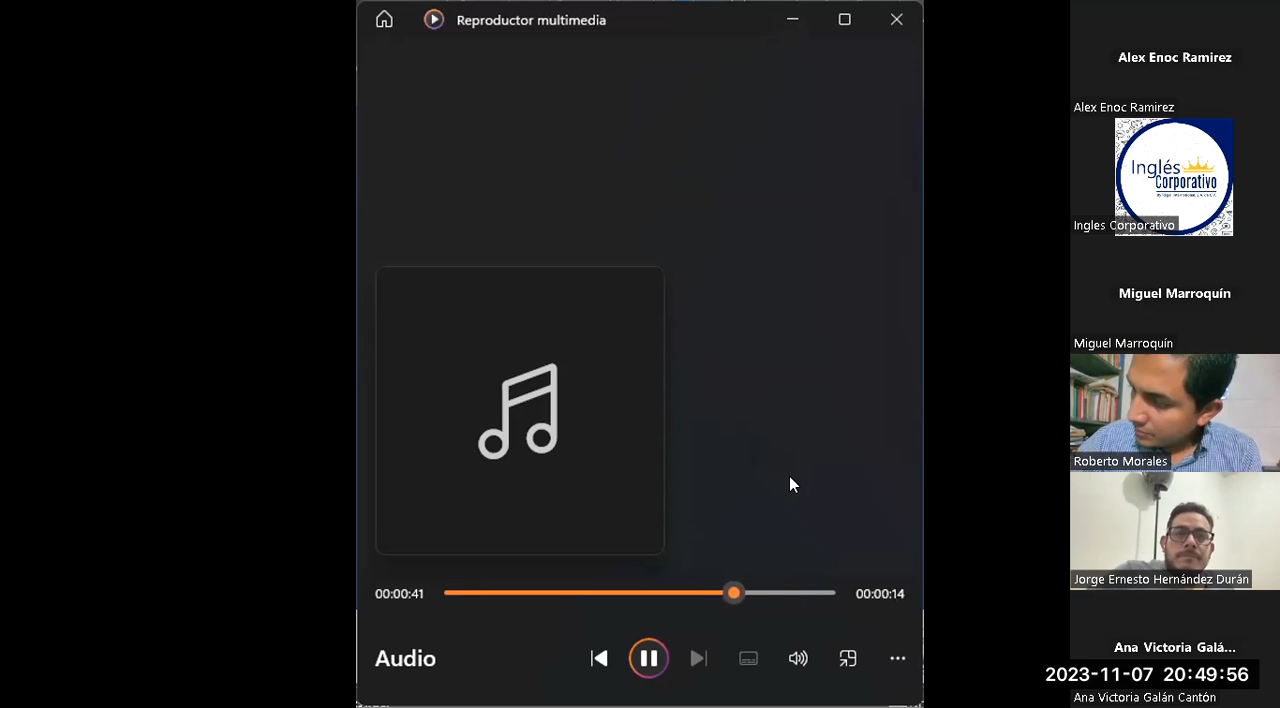 Reproductor multimedia
00:00:41
00:00:14
Audio
Alex Enoc Ramirez
Alex Enoc Ramirez
Inglés
Corporativo
Ingles Corporativo
Miguel Marroquín
Miguel Marroquín
Roberto Morales
Jorge Ernesto Hernández Durán
Ana Victoria Galá...
2023-11-07 20:49:56
Ana Victoria Galán Cantón